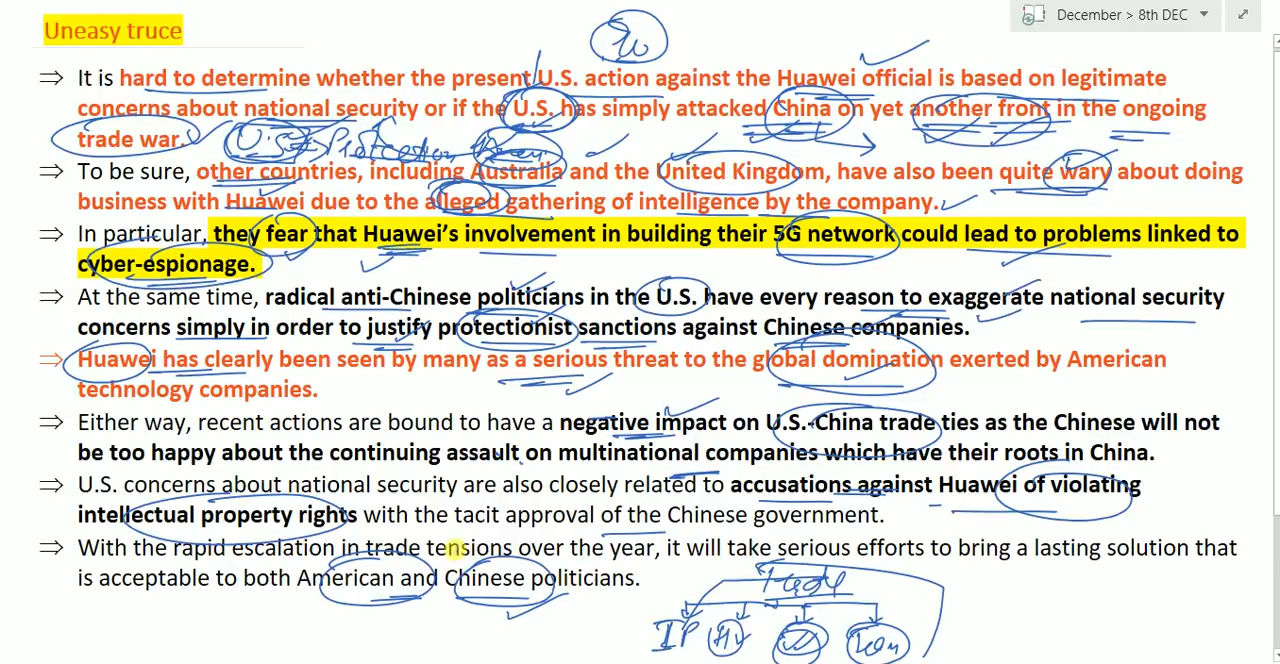 December > 8th DEC
Uneasy truce
⇒ It is hard to determine whether the present U.S. action against the Huawei official is based on legitimate
concerns about national security or if the U.S. has simply attacked China on yet another front in the ongoing
trade war.
⇒ To be sure, other countries, including Australia and the United Kingdom, have also been quite wary about doing
business with Huawei due to the alleged gathering of intelligence by the company.
⇒ In particular, they fear that Huawei's involvement in building their 5G network could lead to problems linked to
cyber-espionage.
⇒ At the same time, radical anti-Chinese politicians in the U.S. have every reason to exaggerate national security
concerns simply in order to justify protectionist sanctions against Chinese companies.
⇒ Huawei has clearly been seen by many as a serious threat to the global domination exerted by American
technology companies.
⇒ Either way, recent actions are bound to have a negative impact on U.S.-China trade ties as the Chinese will not
be too happy about the continuing assault on multinational companies which have their roots in China.
⇒ U.S. concerns about national security are also closely related to accusations against Huawei of violating
intellectual property rights with the tacit approval of the Chinese government.
⇒ With the rapid escalation in trade tensions over the year, it will take serious efforts to bring a lasting solution that
is acceptable to both American and Chinese politicians.
IP